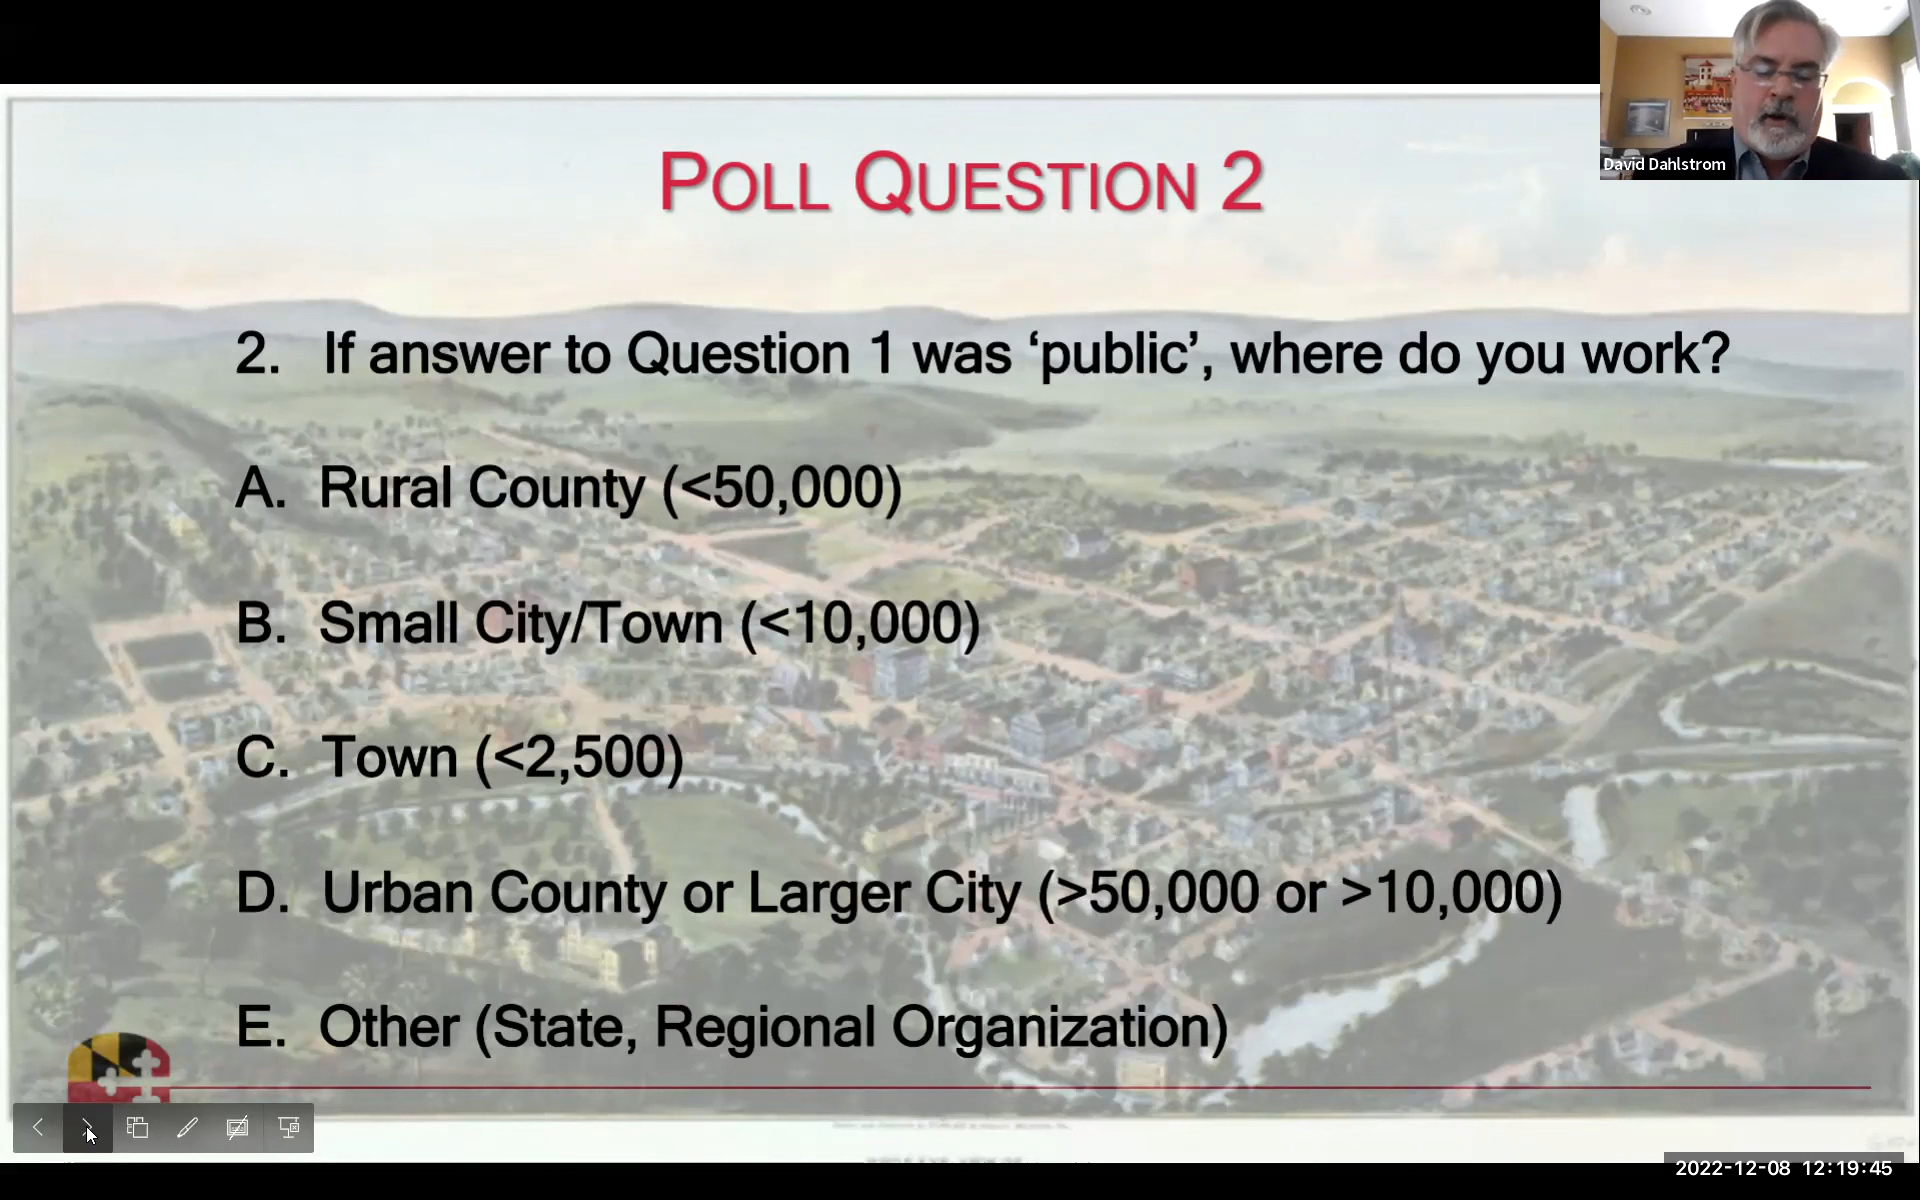 David Dahlstrom
POLL QUESTION 2
2. If answer to Question 1 was ‘public’, where do you work?
A. Rural County (<50,000)
B. Small City/Town (<10,000)
C. Town (<2,500)
D. Urban County or Larger City (>50,000 or >10,000)
E. Other (State, Regional Organization)
2022-12-08 12:19:45